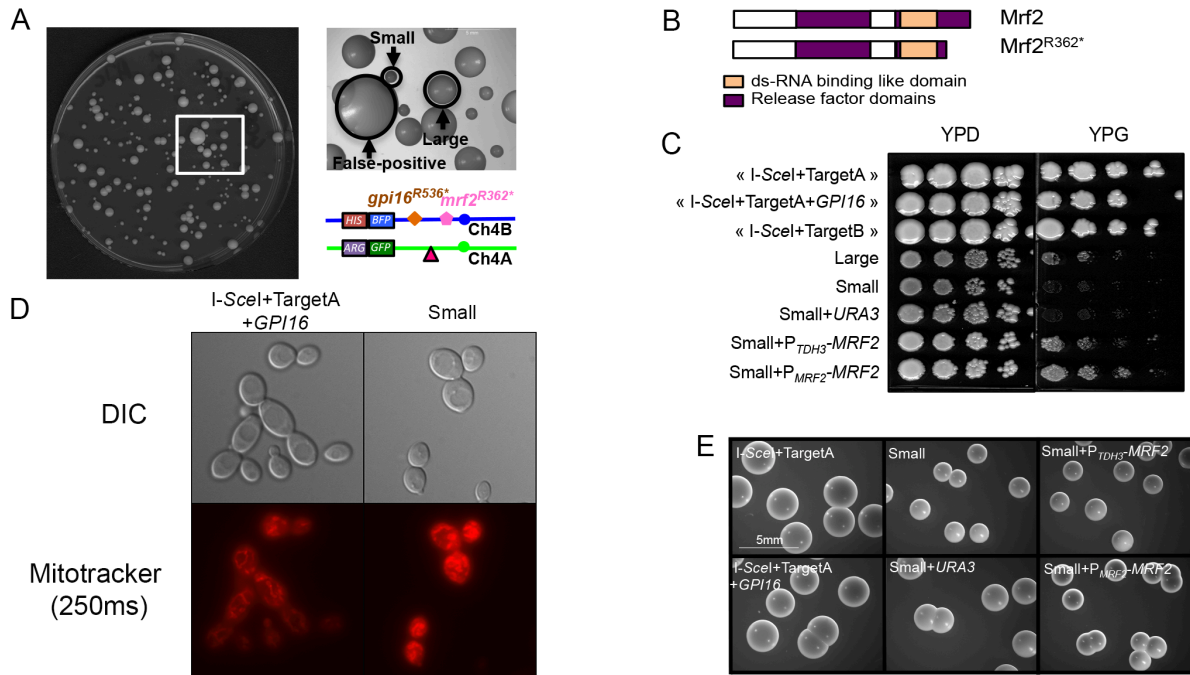 A
Small
Large
False-positive
gpi16R536* mrf2R362*
HIS BFP
Ch4B
ARG GFP
Ch4A
B
Mrf2
Mrf2R362*
ds-RNA binding like domain
Release factor domains
C
YPD YPG
« I-SceI+TargetA »
« I-SceI+TargetA+GPI16 »
« I-SceI+TargetB »
Large
Small
Small+URA3
Small+PTDH3-MRF2
Small+PMRF2-MRF2
D
I-SceI+TargetA
+GPI16
Small
DIC
Mitotracker
(250ms)
E
I-SceI+TargetA
Small
Small+PTDH3-MRF2
5mm
I-SceI+TargetA
+GPI16
Small+URA3
Small+PMRF2-MRF2